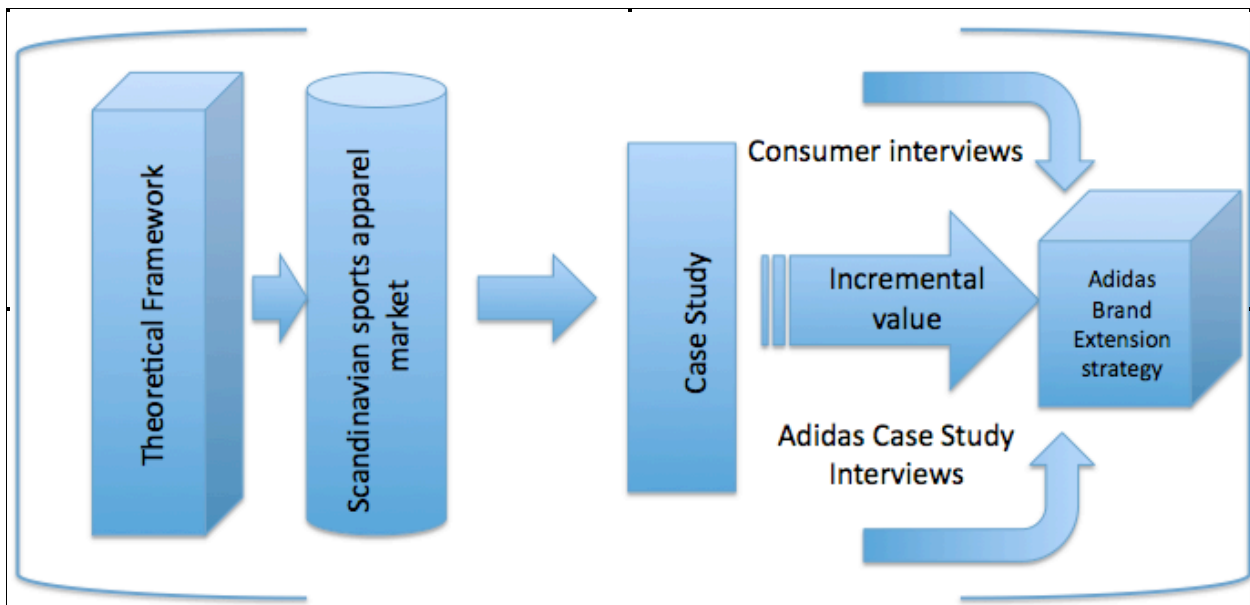 Theoretical Framework
Scandinavian sports apparel
market
Case Study
Consumer interviews
Incremental
value
Adidas Case Study
Interviews
Adidas
Brand
Extension
strategy